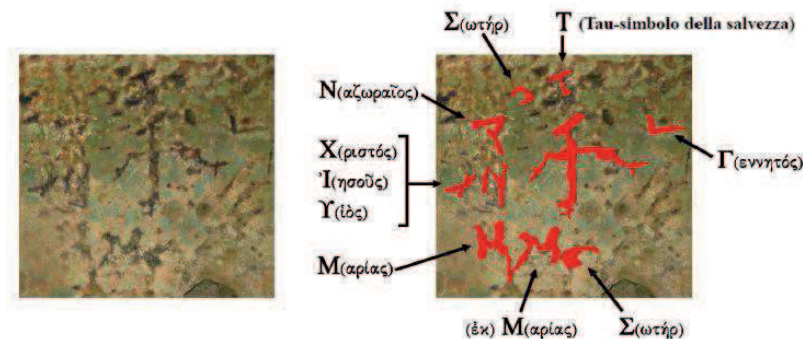 Σ(ωτήρ)
T (Tau-simbolo della salvezza)
Ν(αζωραῖος
Χ(ριστός)
Ἰ(ησοῦς)
Υ(ἱὸς)
Γ(εννητός)
Μ(αρίας)
(ἐκ) Μ(αρίας)
Σ(ωτήρ)